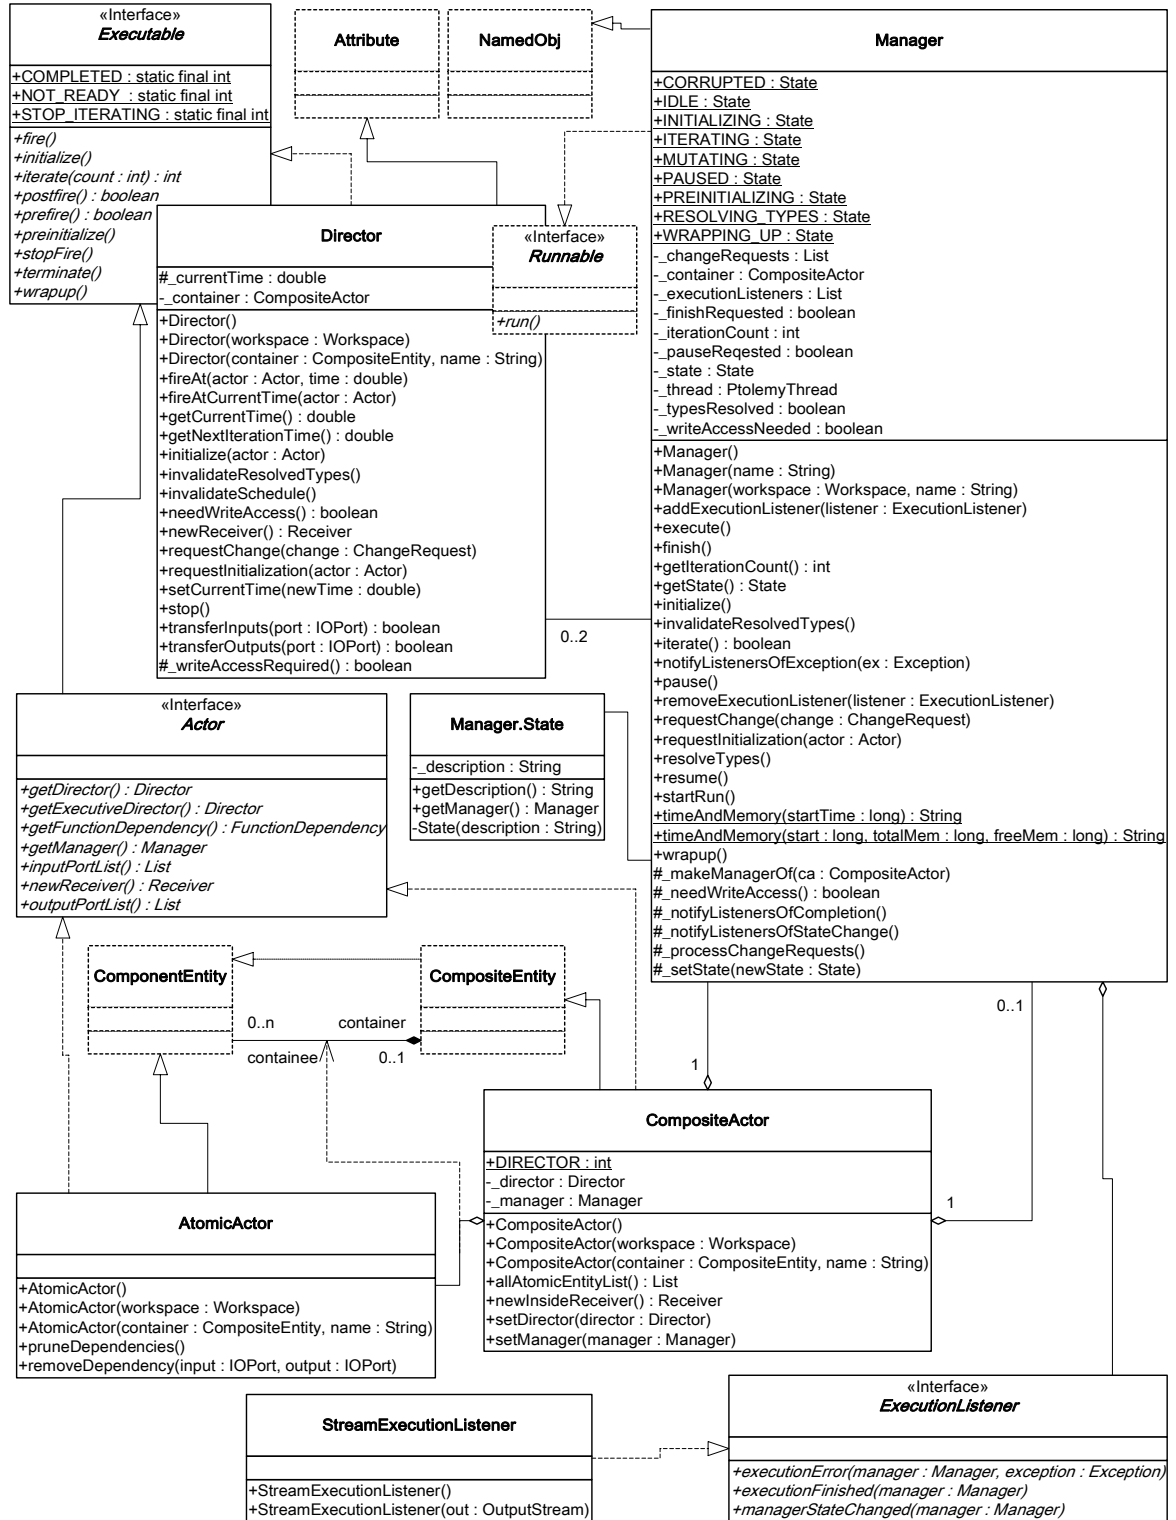 «Interface»
Executable
+COMPLETED : static final int
+NOT_READY : static final int
+STOP_ITERATING : static final int
+fire()
+initialize()
+iterate(count : int) : int
+postfire() : boolean
+prefire() : boolean
+preinitialize()
+stopFire()
+terminate()
+wrapup()
Attribute
NamedObj
Manager
+CORRUPTED : State
+IDLE : State
+INITIALIZING : State
+ITERATING : State
+MUTATING : State
+PAUSED : State
+PREINITIALIZING : State
+RESOLVING_TYPES : State
+WRAPPING_UP : State
-_changeRequests : List
-_container : CompositeActor
-_executionListeners : List
-_finishRequested : boolean
-_iterationCount : int
-_pauseReqested : boolean
-_state : State
-_thread : PtolemyThread
-_typesResolved : boolean
-_writeAccessNeeded : boolean
+Manager()
+Manager(name : String)
+Manager(workspace : Workspace, name : String)
+addExecutionListener(listener : ExecutionListener)
+execute()
+finish()
+getIterationCount() : int
+getState() : State
+initialize()
+invalidateResolvedTypes()
+iterate() : boolean
+notifyListenersOfException(ex : Exception)
+pause()
+removeExecutionListener(listener : ExecutionListener)
+requestChange(change : ChangeRequest)
+requestInitialization(actor : Actor)
+resolveTypes()
+resume()
+startRun()
+timeAndMemory(startTime : long) : String
+timeAndMemory(start : long, totalMem : long, freeMem : long) : String
+wrapup()
#_makeManagerOf(ca : CompositeActor)
#_needWriteAccess() : boolean
#_notifyListenersOfCompletion()
#_notifyListenersOfStateChange()
#_processChangeRequests()
#_setState(newState : State)
Director
#_currentTime : double
-_container : CompositeActor
+Director()
+Director(workspace : Workspace)
+Director(container : CompositeEntity, name : String)
+fireAt(actor : Actor, time : double)
+fireAtCurrentTime(actor : Actor)
+getCurrentTime() : double
+getNextIterationTime() : double
+initialize(actor : Actor)
+invalidateResolvedTypes()
+invalidateSchedule()
+needWriteAccess() : boolean
+newReceiver() : Receiver
+requestChange(change : ChangeRequest)
+requestInitialization(actor : Actor)
+setCurrentTime(newTime : double)
+stop()
+transferInputs(port : IOPort) : boolean
+transferOutputs(port : IOPort) : boolean
#_writeAccessRequired() : boolean
«Interface»
Runnable
+run()
0..2
«Interface»
Actor
+getDirector() : Director
+getExecutiveDirector() : Director
+getFunctionDependency() : FunctionDependency
+getManager() : Manager
+inputPortList() : List
+newReceiver() : Receiver
+outputPortList() : List
Manager.State
-_description : String
+getDescription() : String
+getManager() : Manager
-State(description : String)
ComponentEntity
CompositeEntity
0..n
container
containee
0..1
0..1
1
1
CompositeActor
+DIRECTOR : int
-_director : Director
-_manager : Manager
+CompositeActor()
+CompositeActor(workspace : Workspace)
+CompositeActor(container : CompositeEntity, name : String)
+allAtomicEntityList() : List
+newInsideReceiver() : Receiver
+setDirector(director : Director)
+setManager(manager : Manager)
AtomicActor
+AtomicActor()
+AtomicActor(workspace : Workspace)
+AtomicActor(container : CompositeEntity, name : String)
+pruneDependencies()
+removeDependency(input : IOPort, output : IOPort)
StreamExecutionListener
+StreamExecutionListener()
+StreamExecutionListener(out : OutputStream)
«Interface»
ExecutionListener
+executionError(manager : Manager, exception : Exception)
+executionFinished(manager : Manager)
+managerStateChanged(manager : Manager)